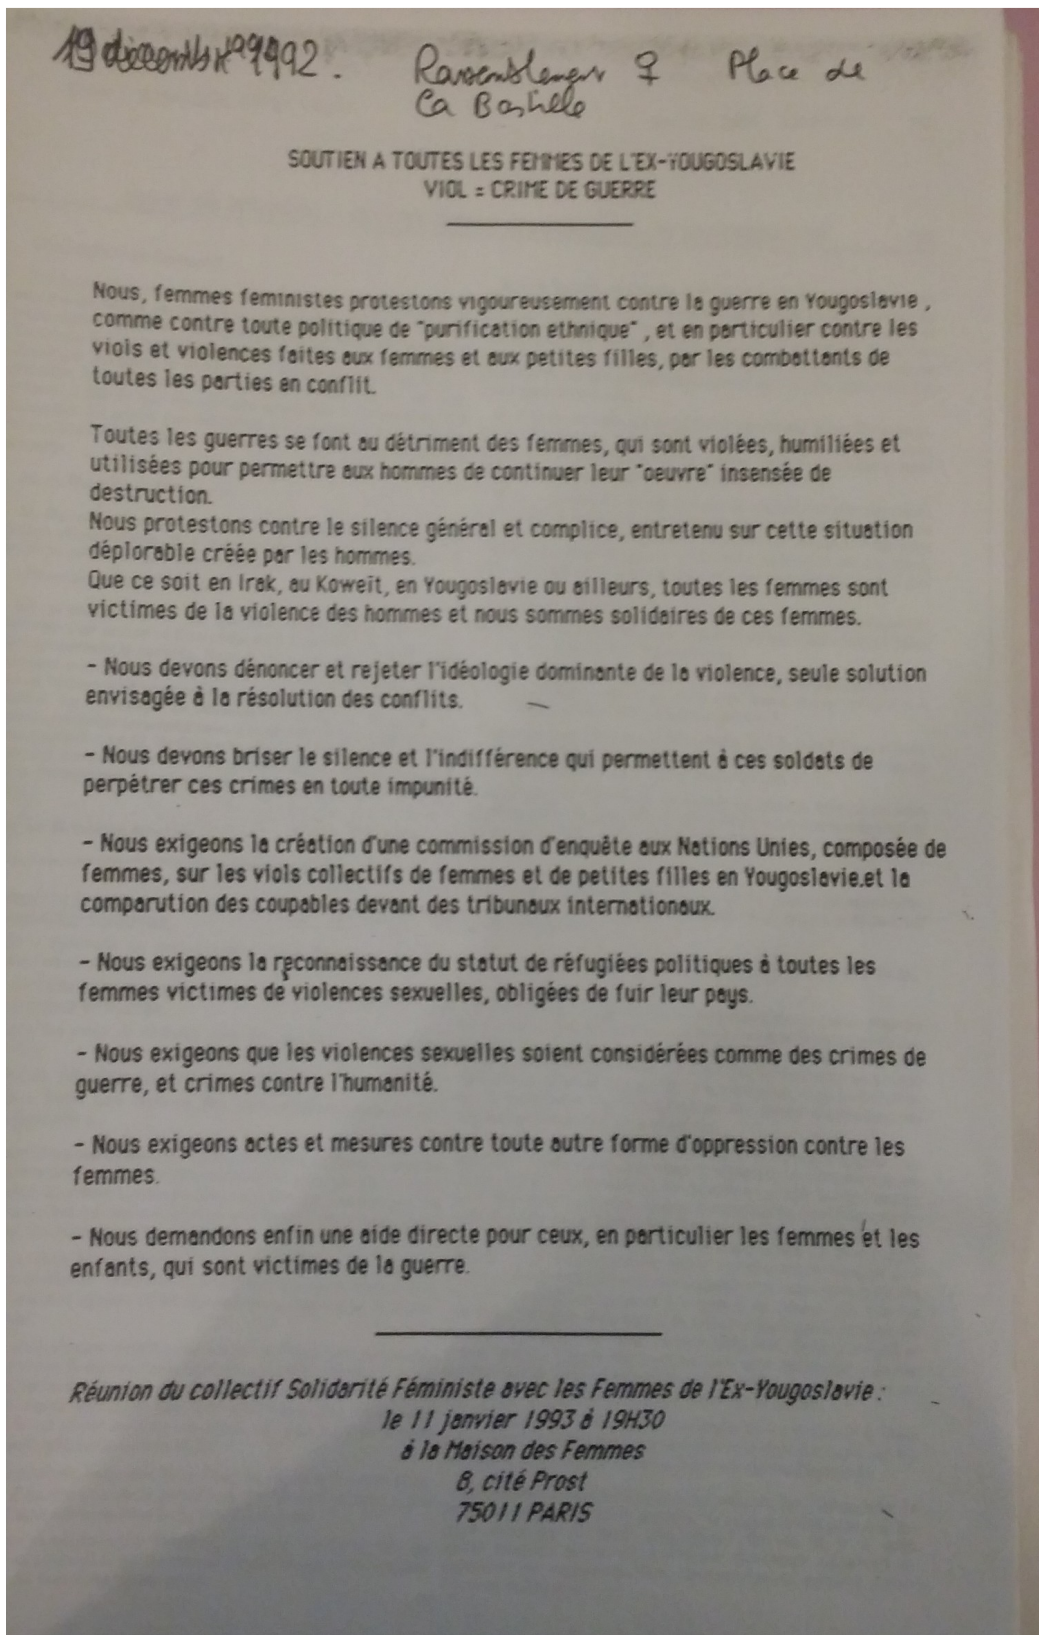 19 décembre 1992. Rassemblement ♀ Place de
la Bastille
SOUTIEN A TOUTES LES FEMMES DE L'EX-YOUGOSLAVIE
VIOL = CRIME DE GUERRE
Nous, femmes feministes protestons vigoureusement contre la guerre en Yougoslavie ,
comme contre toute politique de "purification ethnique" , et en particulier contre les
viols et violences faites aux femmes et aux petites filles, par les combattants de
toutes les parties en conflit.
Toutes les guerres se font au détriment des femmes, qui sont violées, humiliées et
utilisées pour permettre aux hommes de continuer leur "oeuvre" insensée de
destruction.
Nous protestons contre le silence général et complice, entretenu sur cette situation
déplorable créée par les hommes.
Que ce soit en Irak, au Koweït, en Yougoslavie ou ailleurs, toutes les femmes sont
victimes de la violence des hommes et nous sommes solidaires de ces femmes.
- Nous devons dénoncer et rejeter l'idéologie dominante de la violence, seule solution
envisagée à la résolution des conflits.
- Nous devons briser le silence et l'indifférence qui permettent à ces soldats de
perpétrer ces crimes en toute impunité.
- Nous exigeons la création d'une commission d'enquête aux Nations Unies, composée de
femmes, sur les viols collectifs de femmes et de petites filles en Yougoslavie.et la
comparution des coupables devant des tribunaux internationaux.
- Nous exigeons la reconnaissance du statut de réfugiées politiques à toutes les
femmes victimes de violences sexuelles, obligées de fuir leur pays.
- Nous exigeons que les violences sexuelles soient considérées comme des crimes de
guerre, et crimes contre l'humanité.
- Nous exigeons actes et mesures contre toute autre forme d'oppression contre les
femmes.
- Nous demandons enfin une aide directe pour ceux, en particulier les femmes et les
enfants, qui sont victimes de la guerre.
Réunion du collectif Solidarité Féministe avec les Femmes de l'Ex-Yougoslavie :
le 11 janvier 1993 à 19H30
à la Maison des Femmes
8, cité Prost
75011 PARIS